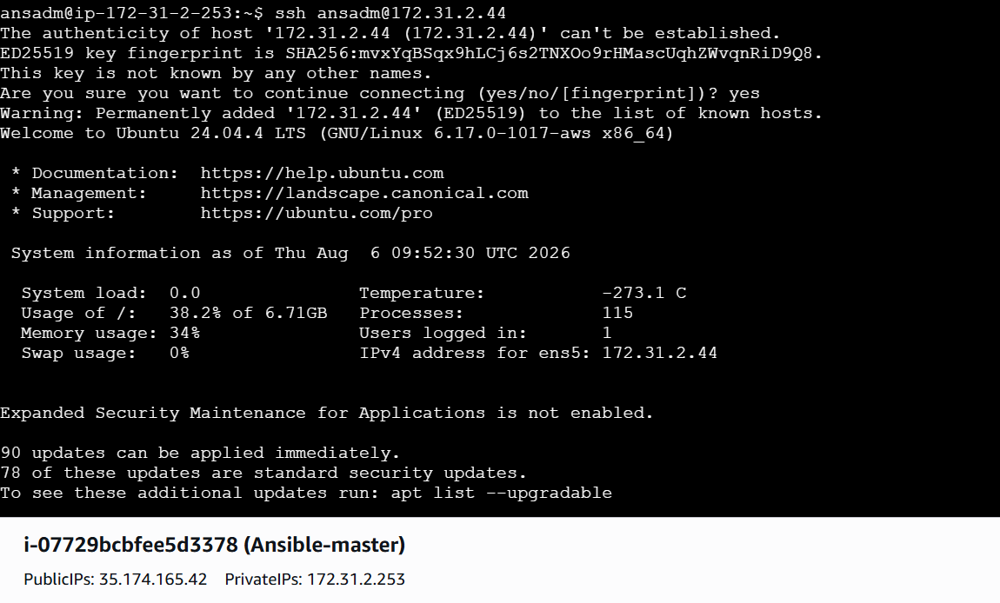 ansadm@ip-172-31-2-253:~$ ssh ansadm@172.31.2.44
The authenticity of host '172.31.2.44 (172.31.2.44)' can't be established.
ED25519 key fingerprint is SHA256:mvxYqBSqx9hLCj6s2TNXOo9rHMascUqhZWvqnRiD9Q8.
This key is not known by any other names.
Are you sure you want to continue connecting (yes/no/[fingerprint])? yes
Warning: Permanently added '172.31.2.44' (ED25519) to the list of known hosts.
Welcome to Ubuntu 24.04.4 LTS (GNU/Linux 6.17.0-1017-aws x86_64)

 * Documentation:  https://help.ubuntu.com
 * Management:     https://landscape.canonical.com
 * Support:        https://ubuntu.com/pro

 System information as of Thu Aug  6 09:52:30 UTC 2026

  System load:  0.0               Temperature:           -273.1 C
  Usage of /:   38.2% of 6.71GB   Processes:             115
  Memory usage: 34%               Users logged in:       1
  Swap usage:   0%                IPv4 address for ens5: 172.31.2.44

Expanded Security Maintenance for Applications is not enabled.

90 updates can be applied immediately.
78 of these updates are standard security updates.
To see these additional updates run: apt list --upgradable

i-07729bcbfee5d3378 (Ansible-master)
PublicIPs: 35.174.165.42    PrivateIPs: 172.31.2.253